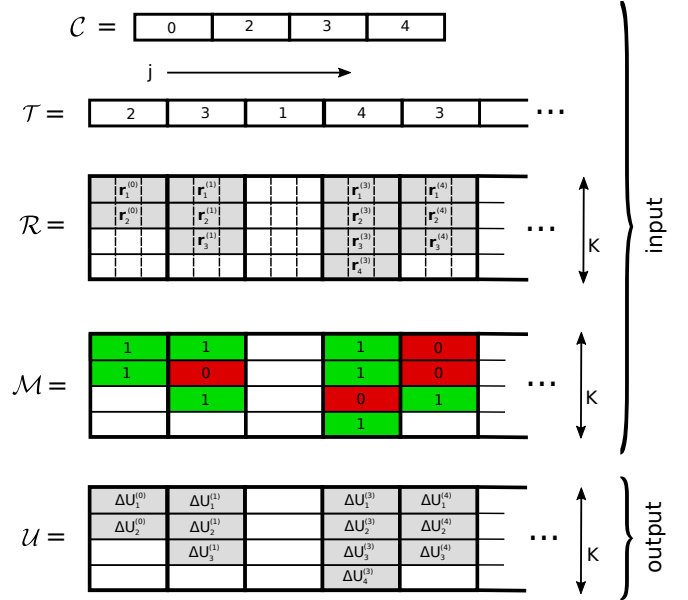 𝒞 = 0 2 3 4
j
𝒯 = 2 3 1 4 3 ...
r₁⁽⁰⁾ r₁⁽¹⁾ r₁⁽³⁾ r₁⁽⁴⁾
r₂⁽⁰⁾ r₂⁽¹⁾ r₂⁽³⁾ r₂⁽⁴⁾
ℛ = ...
r₃⁽¹⁾ r₃⁽³⁾ r₃⁽⁴⁾
K
r₄⁽³⁾
input
1 1 1 0
1 0 1 0
ℳ = ...
1 0 1
K
1
ΔU₁⁽⁰⁾ ΔU₁⁽¹⁾ ΔU₁⁽³⁾ ΔU₁⁽⁴⁾
ΔU₂⁽⁰⁾ ΔU₂⁽¹⁾ ΔU₂⁽³⁾ ΔU₂⁽⁴⁾
𝒰 = ...
ΔU₃⁽¹⁾ ΔU₃⁽³⁾ ΔU₃⁽⁴⁾
K
ΔU₄⁽³⁾
output